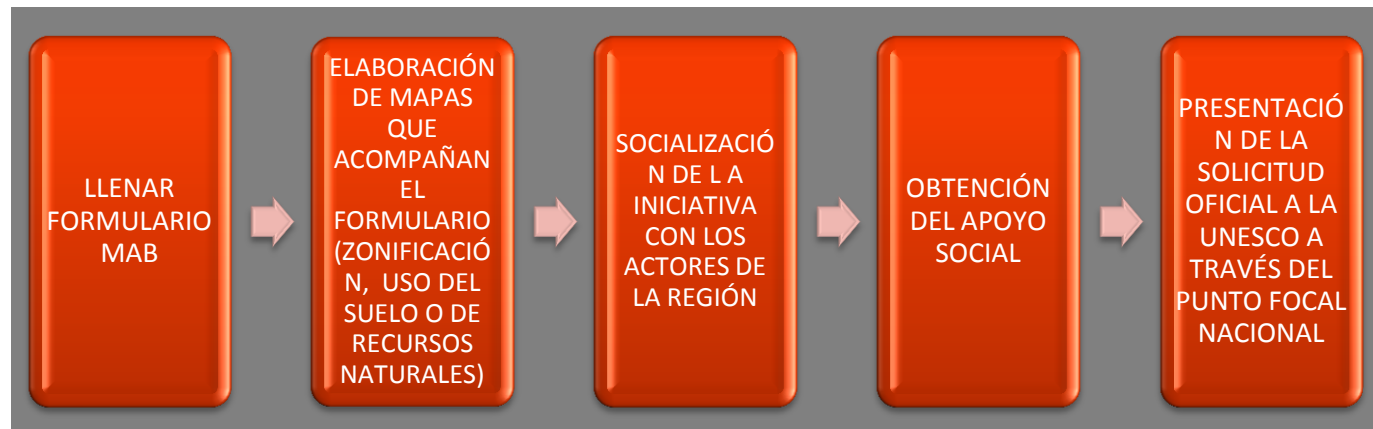 LLENAR
FORMULARIO
MAB
ELABORACIÓN
DE MAPAS
QUE
ACOMPAÑAN
EL
FORMULARIO
(ZONIFICACIÓ
N, USO DEL
SUELO O DE
RECURSOS
NATURALES)
SOCIALIZACIÓ
N DE L A
INICIATIVA
CON LOS
ACTORES DE
LA REGIÓN
OBTENCIÓN
DEL APOYO
SOCIAL
PRESENTACIÓ
N DE LA
SOLICITUD
OFICIAL A LA
UNESCO A
TRAVÉS DEL
PUNTO FOCAL
NACIONAL